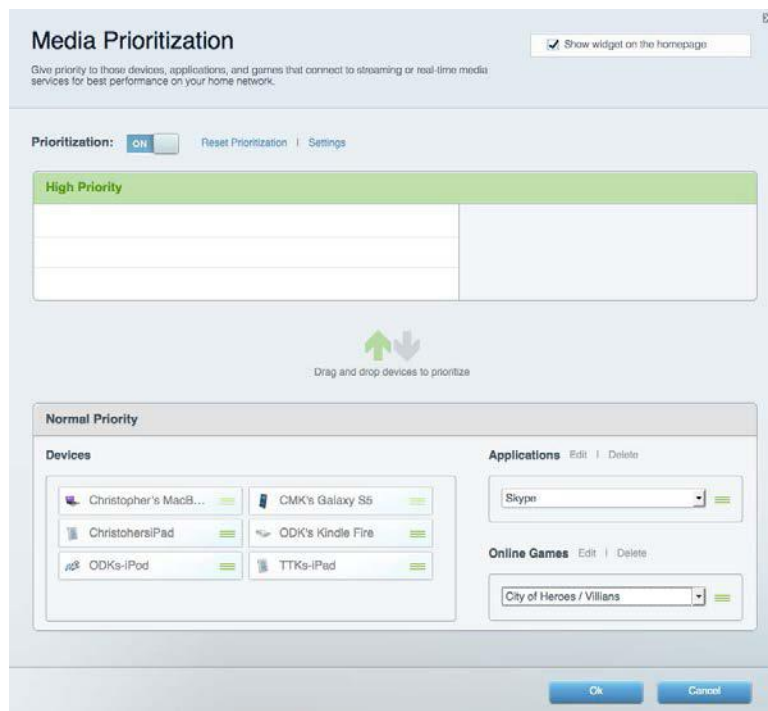 Media Prioritization
Show widget on the homepage
Give priority to those devices, applications, and games that connect to streaming or real-time media
services for best performance on your home network.
Prioritization: ON Reset Prioritization | Settings
High Priority
Drag and drop devices to prioritize
Normal Priority
Devices
Christopher's MacB...
CMK's Galaxy S5
ChristohersiPad
ODK's Kindle Fire
ODKs-iPod
TTKs-iPad
Applications Edit | Delete
Skype
Online Games Edit | Delete
City of Heroes / Villians
Ok
Cancel